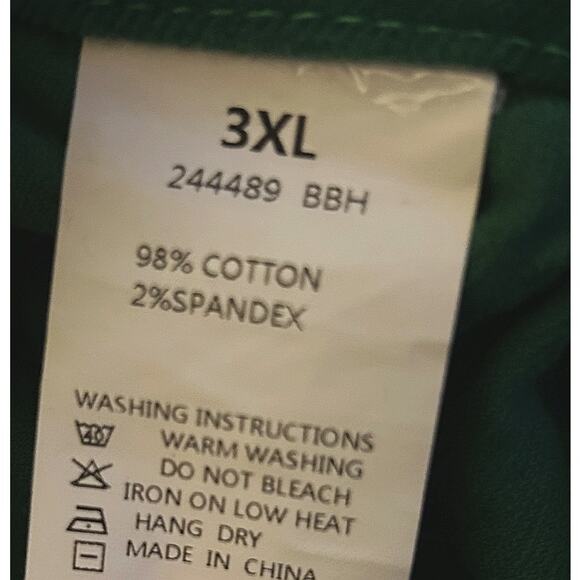 3XL
244489 BBH
98% COTTON
2%SPANDEX
WASHING INSTRUCTIONS
WARM WASHING
DO NOT BLEACH
IRON ON LOW HEAT
HANG DRY
MADE IN CHINA